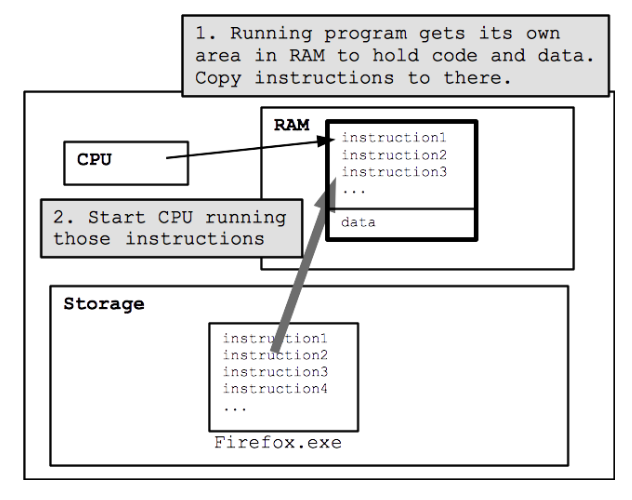 1. Running program gets its own
area in RAM to hold code and data.
Copy instructions to there.
RAM
instruction1
instruction2
instruction3
...
data
CPU
2. Start CPU running
those instructions
Storage
instruction1
instruction2
instruction3
instruction4
...
Firefox.exe